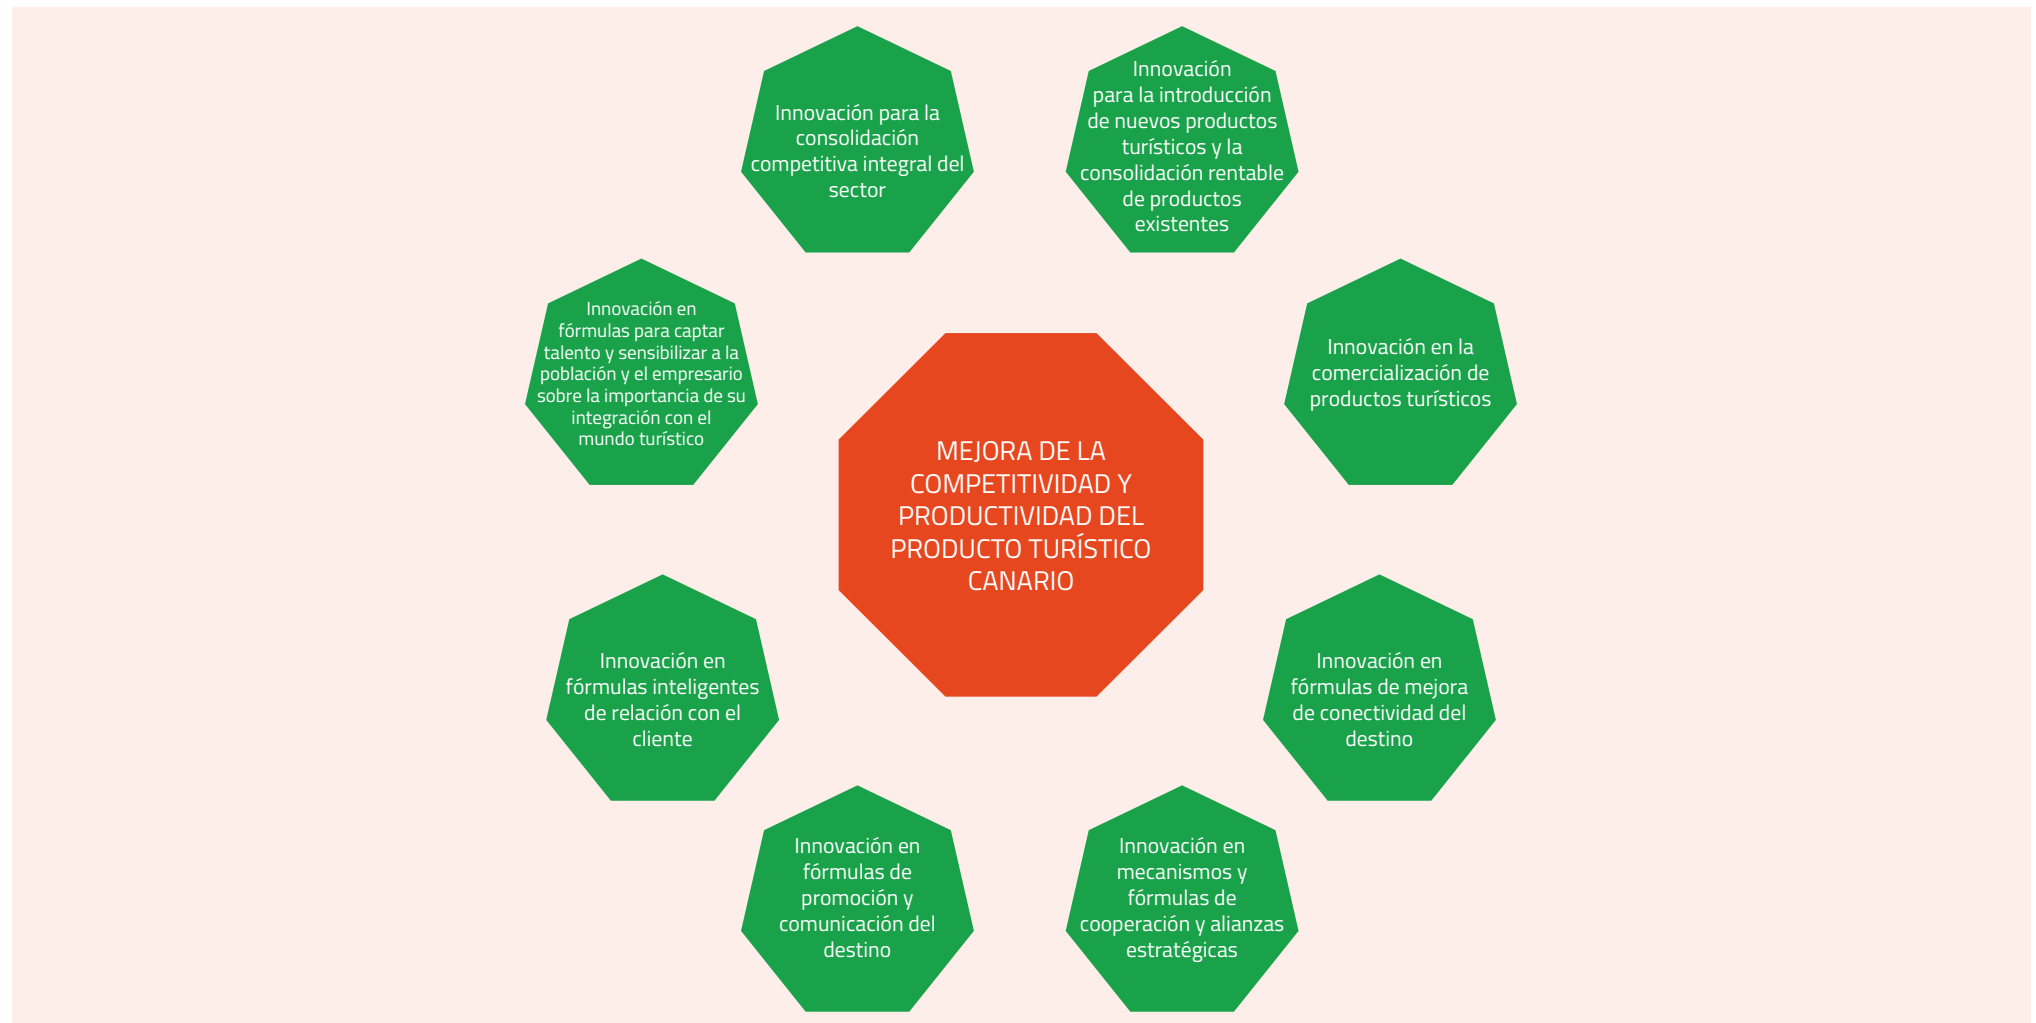 Innovación para la
consolidación
competitiva integral del
sector
Innovación
para la introducción
de nuevos productos
turísticos y la
consolidación rentable
de productos
existentes
Innovación en
fórmulas para captar
talento y sensibilizar a la
población y el empresario
sobre la importancia de su
integración con el
mundo turístico
Innovación en la
comercialización de
productos turísticos
MEJORA DE LA
COMPETITIVIDAD Y
PRODUCTIVIDAD DEL
PRODUCTO TURÍSTICO
CANARIO
Innovación en
fórmulas inteligentes
de relación con el
cliente
Innovación en
fórmulas de mejora
de conectividad del
destino
Innovación en
fórmulas de
promoción y
comunicación del
destino
Innovación en
mecanismos y
fórmulas de
cooperación y alianzas
estratégicas